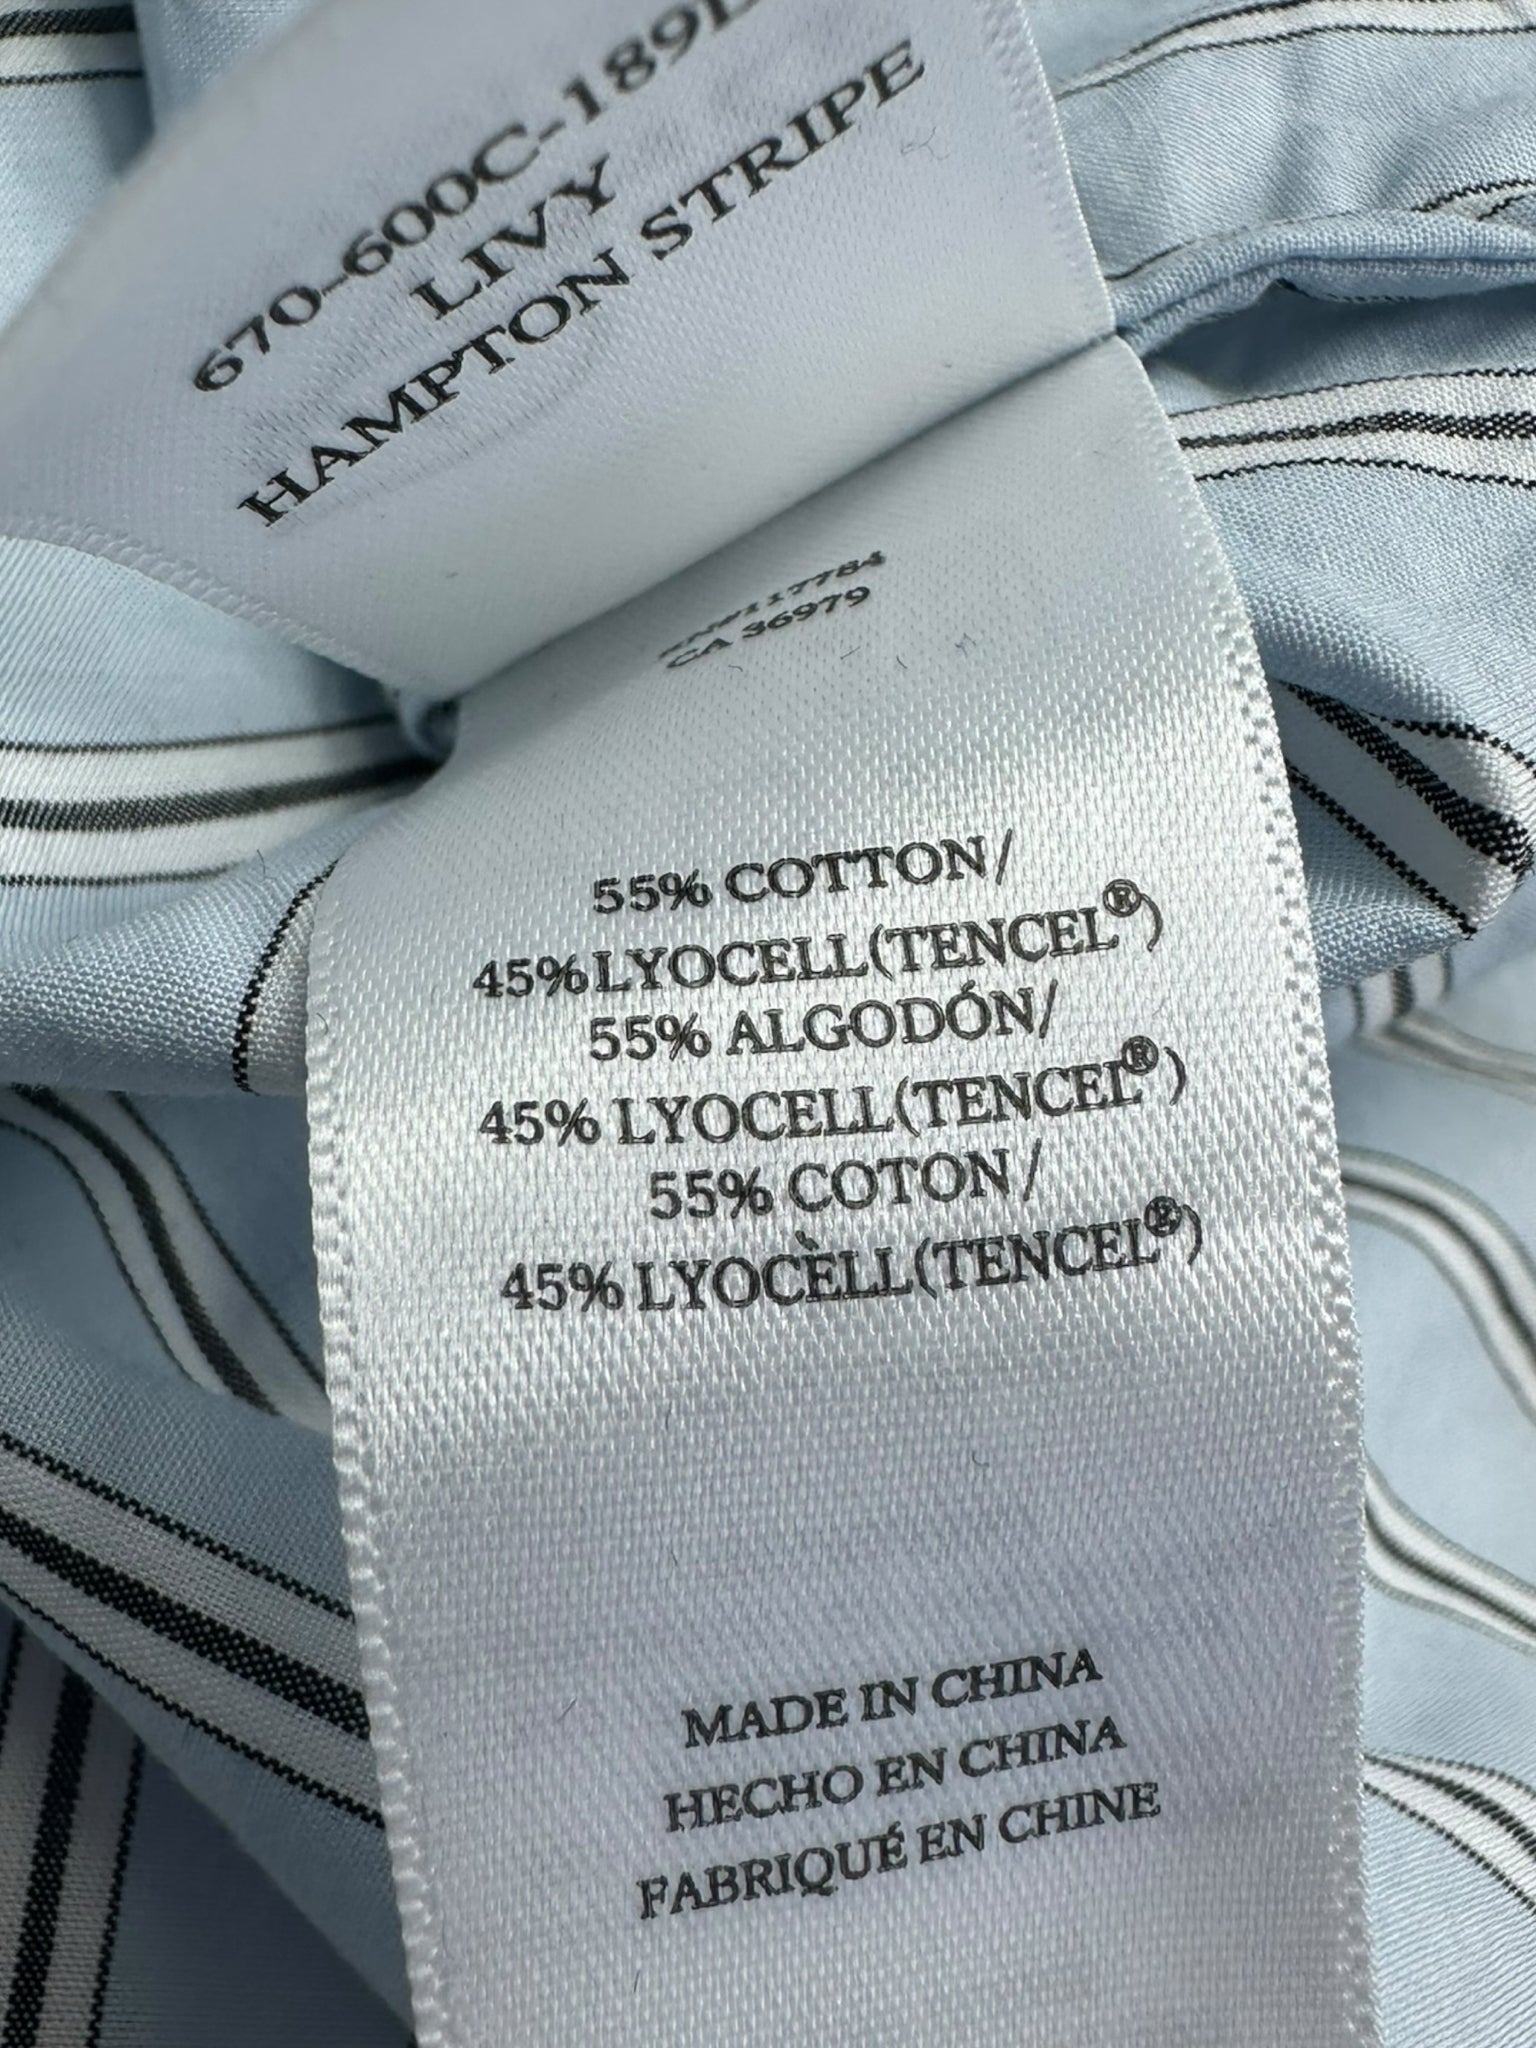 670-600C-189
LIVY
HAMPTON STRIPE
CA 36979
55% COTTON/
45% LYOCELL(TENCEL®)
55% ALGODÓN/
45% LYOCELL(TENCEL®)
55% COTON/
45% LYOCÈLL(TENCEL®)
MADE IN CHINA
HECHO EN CHINA
FABRIQUÉ EN CHINE